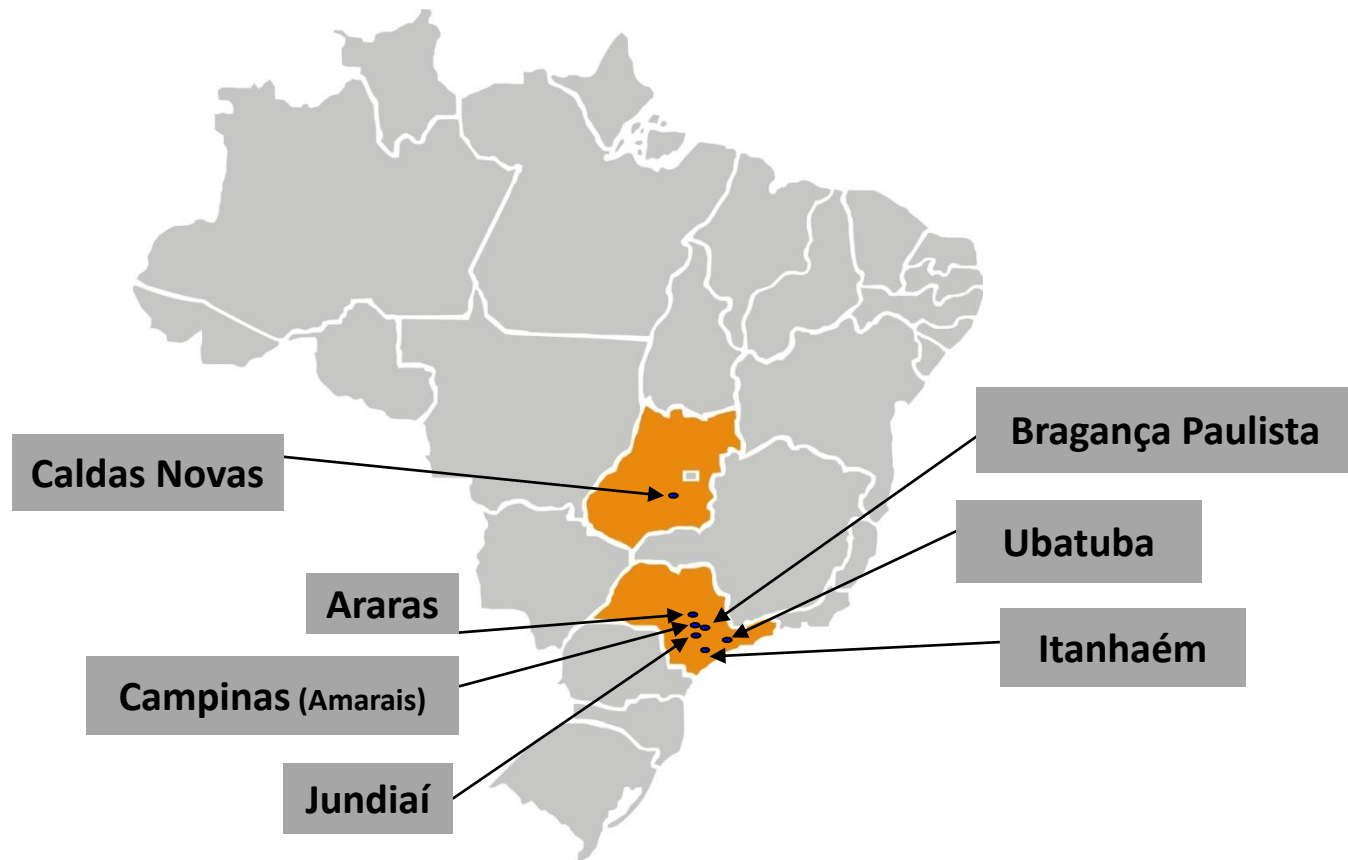 Bragança Paulista
Caldas Novas
Ubatuba
Araras
Itanhaém
Campinas (Amarais)
Jundiaí